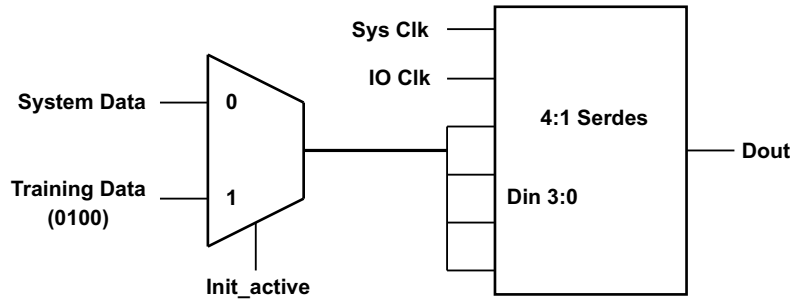 Sys Clk
IO Clk
System Data
0
4:1 Serdes
Dout
Training Data
(0100)
1
Din 3:0
Init_active